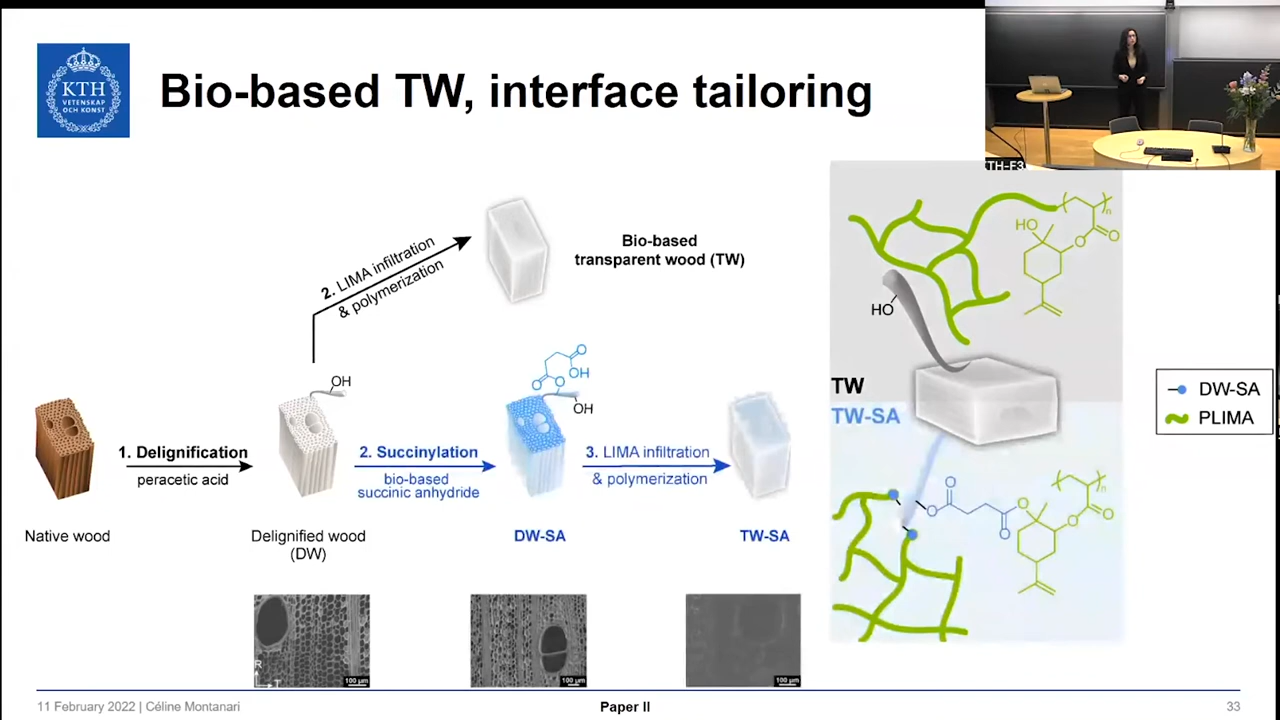 KTH
VETENSKAP
OCH KONST
Bio-based TW, interface tailoring
TH-F3
2. LIMA infiltration
& polymerization
Bio-based
transparent wood (TW)
OH
1. Delignification
peracetic acid
O
OH
O
O
OH
2. Succinylation
bio-based
succinic anhydride
3. LIMA infiltration
& polymerization
Native wood
Delignified wood
(DW)
DW-SA
TW-SA
R
T
100 µm
100 µm
100 µm
HO
n
O
O
HO
TW
TW-SA
O
O
O
O
n
O
O
DW-SA
PLIMA
11 February 2022 | Céline Montanari
Paper II
33